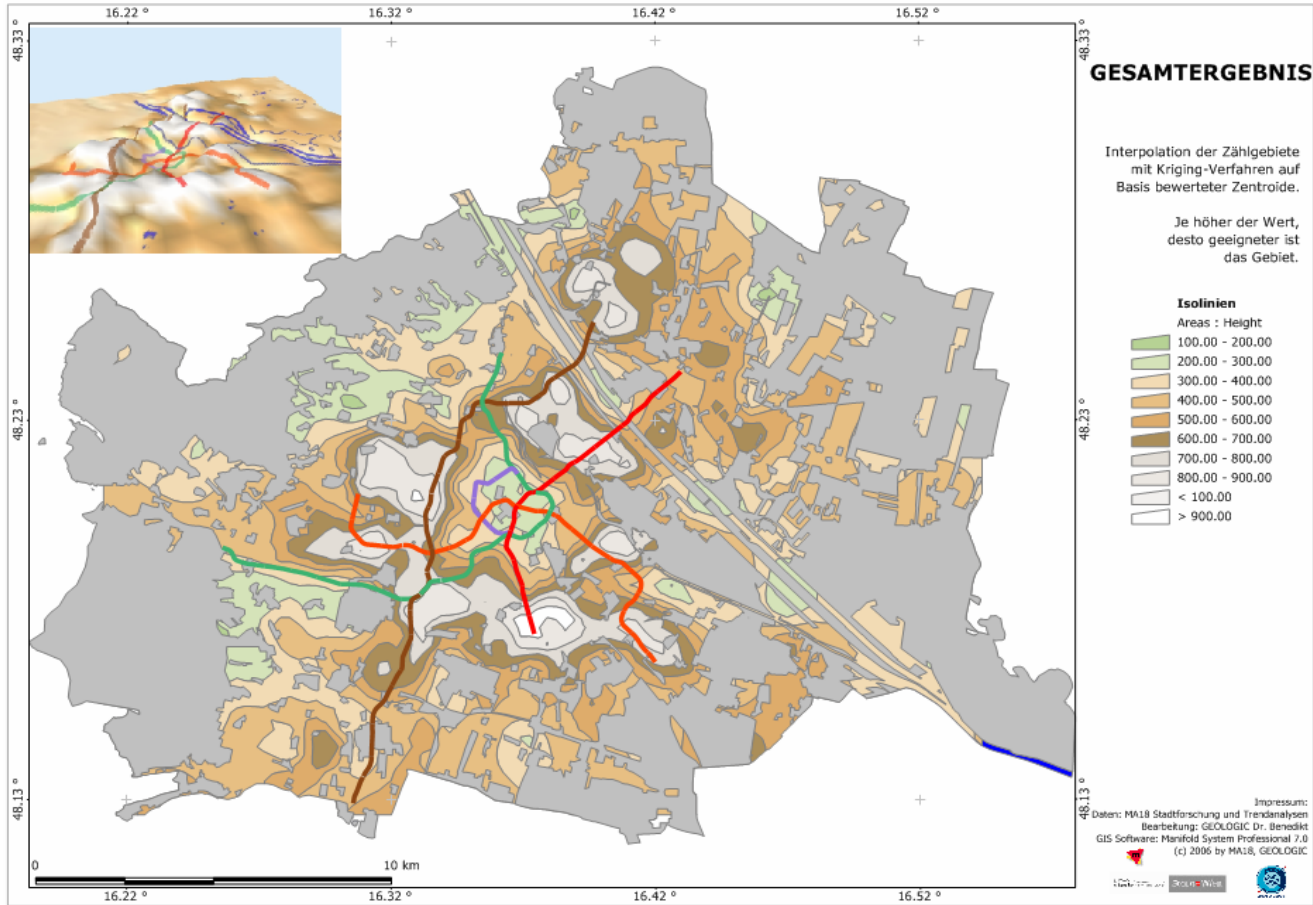 16.22 °
16.32 °
16.42 °
16.52 °
48.33 °
48.33 °
GESAMTERGEBNIS
Interpolation der Zählgebiete
mit Kriging-Verfahren auf
Basis bewerteter Zentroide.
Je höher der Wert,
desto geeigneter ist
das Gebiet.
Isolinien
Areas : Height
100.00 - 200.00
200.00 - 300.00
300.00 - 400.00
400.00 - 500.00
500.00 - 600.00
600.00 - 700.00
700.00 - 800.00
800.00 - 900.00
< 100.00
> 900.00
48.23 °
48.23 °
48.13 °
48.13 °
Impressum:
Daten: MA18 Stadtforschung und Trendanalysen
Bearbeitung: GEOLOGIC Dr. Benedikt
GIS Software: Manifold System Professional 7.0
(c) 2006 by MA18, GEOLOGIC
0
10 km
16.22 °
16.32 °
16.42 °
16.52 °